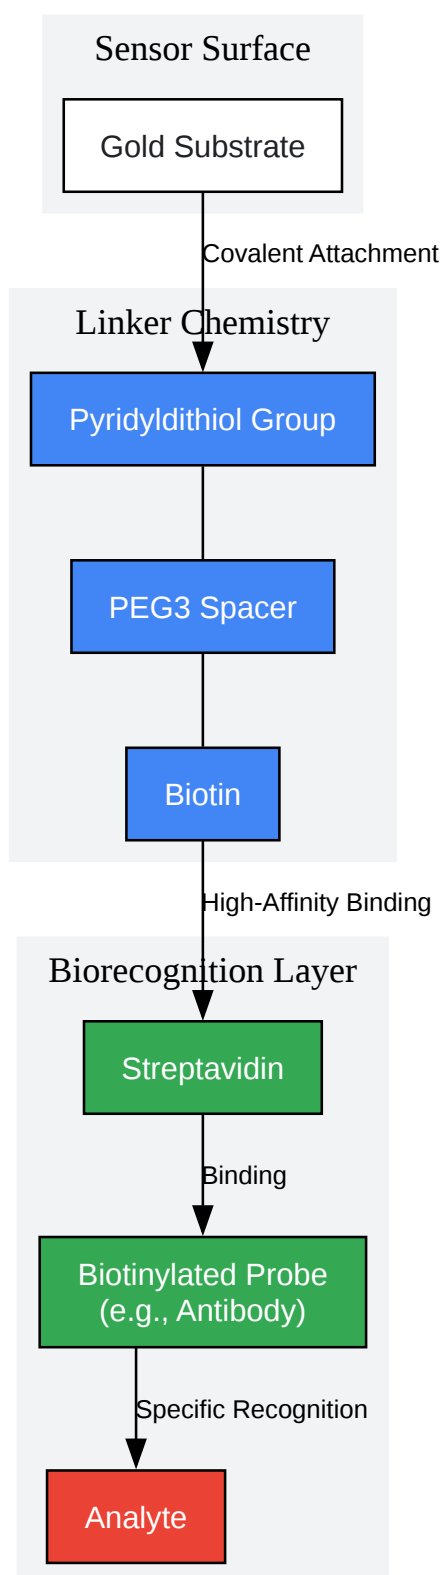 Sensor Surface
Gold Substrate
Covalent Attachment
Linker Chemistry
Pyridyldithiol Group
PEG3 Spacer
Biotin
High-Affinity Binding
Biorecognition Layer
Streptavidin
Binding
Biotinylated Probe
(e.g., Antibody)
Specific Recognition
Analyte